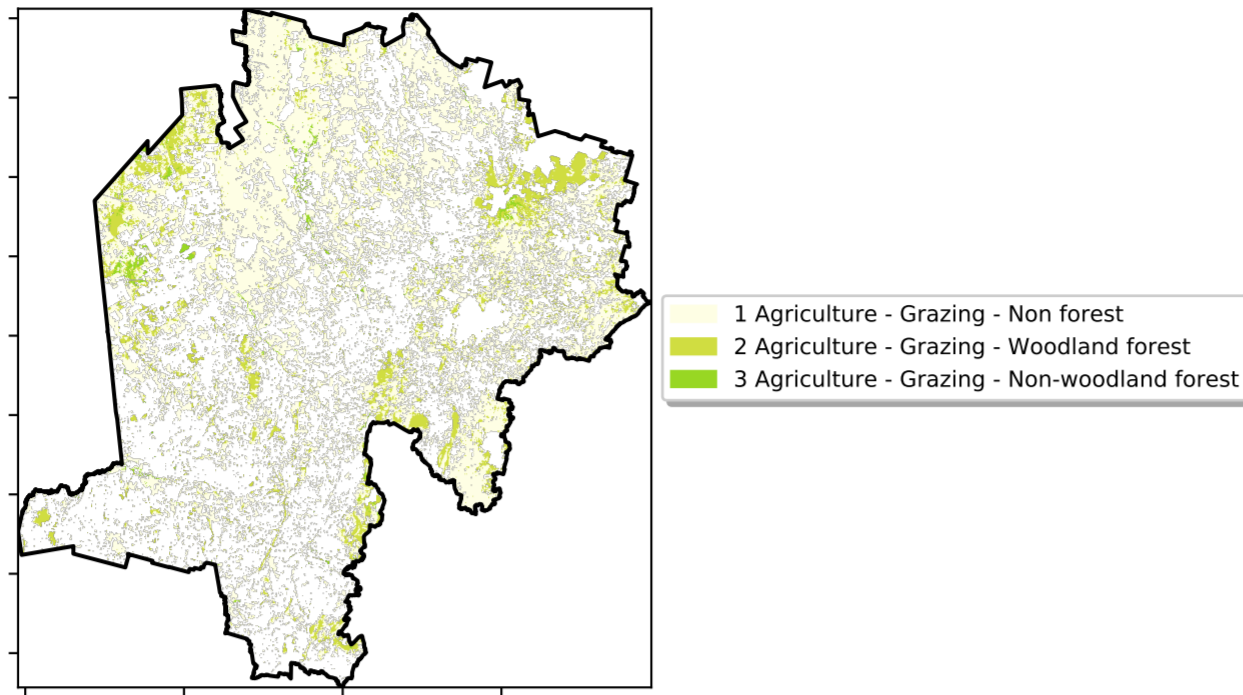 1 Agriculture - Grazing - Non forest
2 Agriculture - Grazing - Woodland forest
3 Agriculture - Grazing - Non-woodland forest